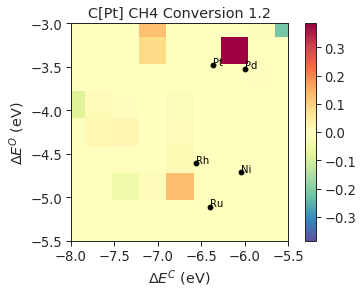 C[Pt] CH4 Conversion 1.2
−3.0
−3.5
−4.0
−4.5
−5.0
−5.5
ΔE^O (eV)
Pt
Pd
Rh
Ni
Ru
−8.0 −7.5 −7.0 −6.5 −6.0 −5.5
ΔE^C (eV)
0.3
0.2
0.1
0.0
−0.1
−0.2
−0.3